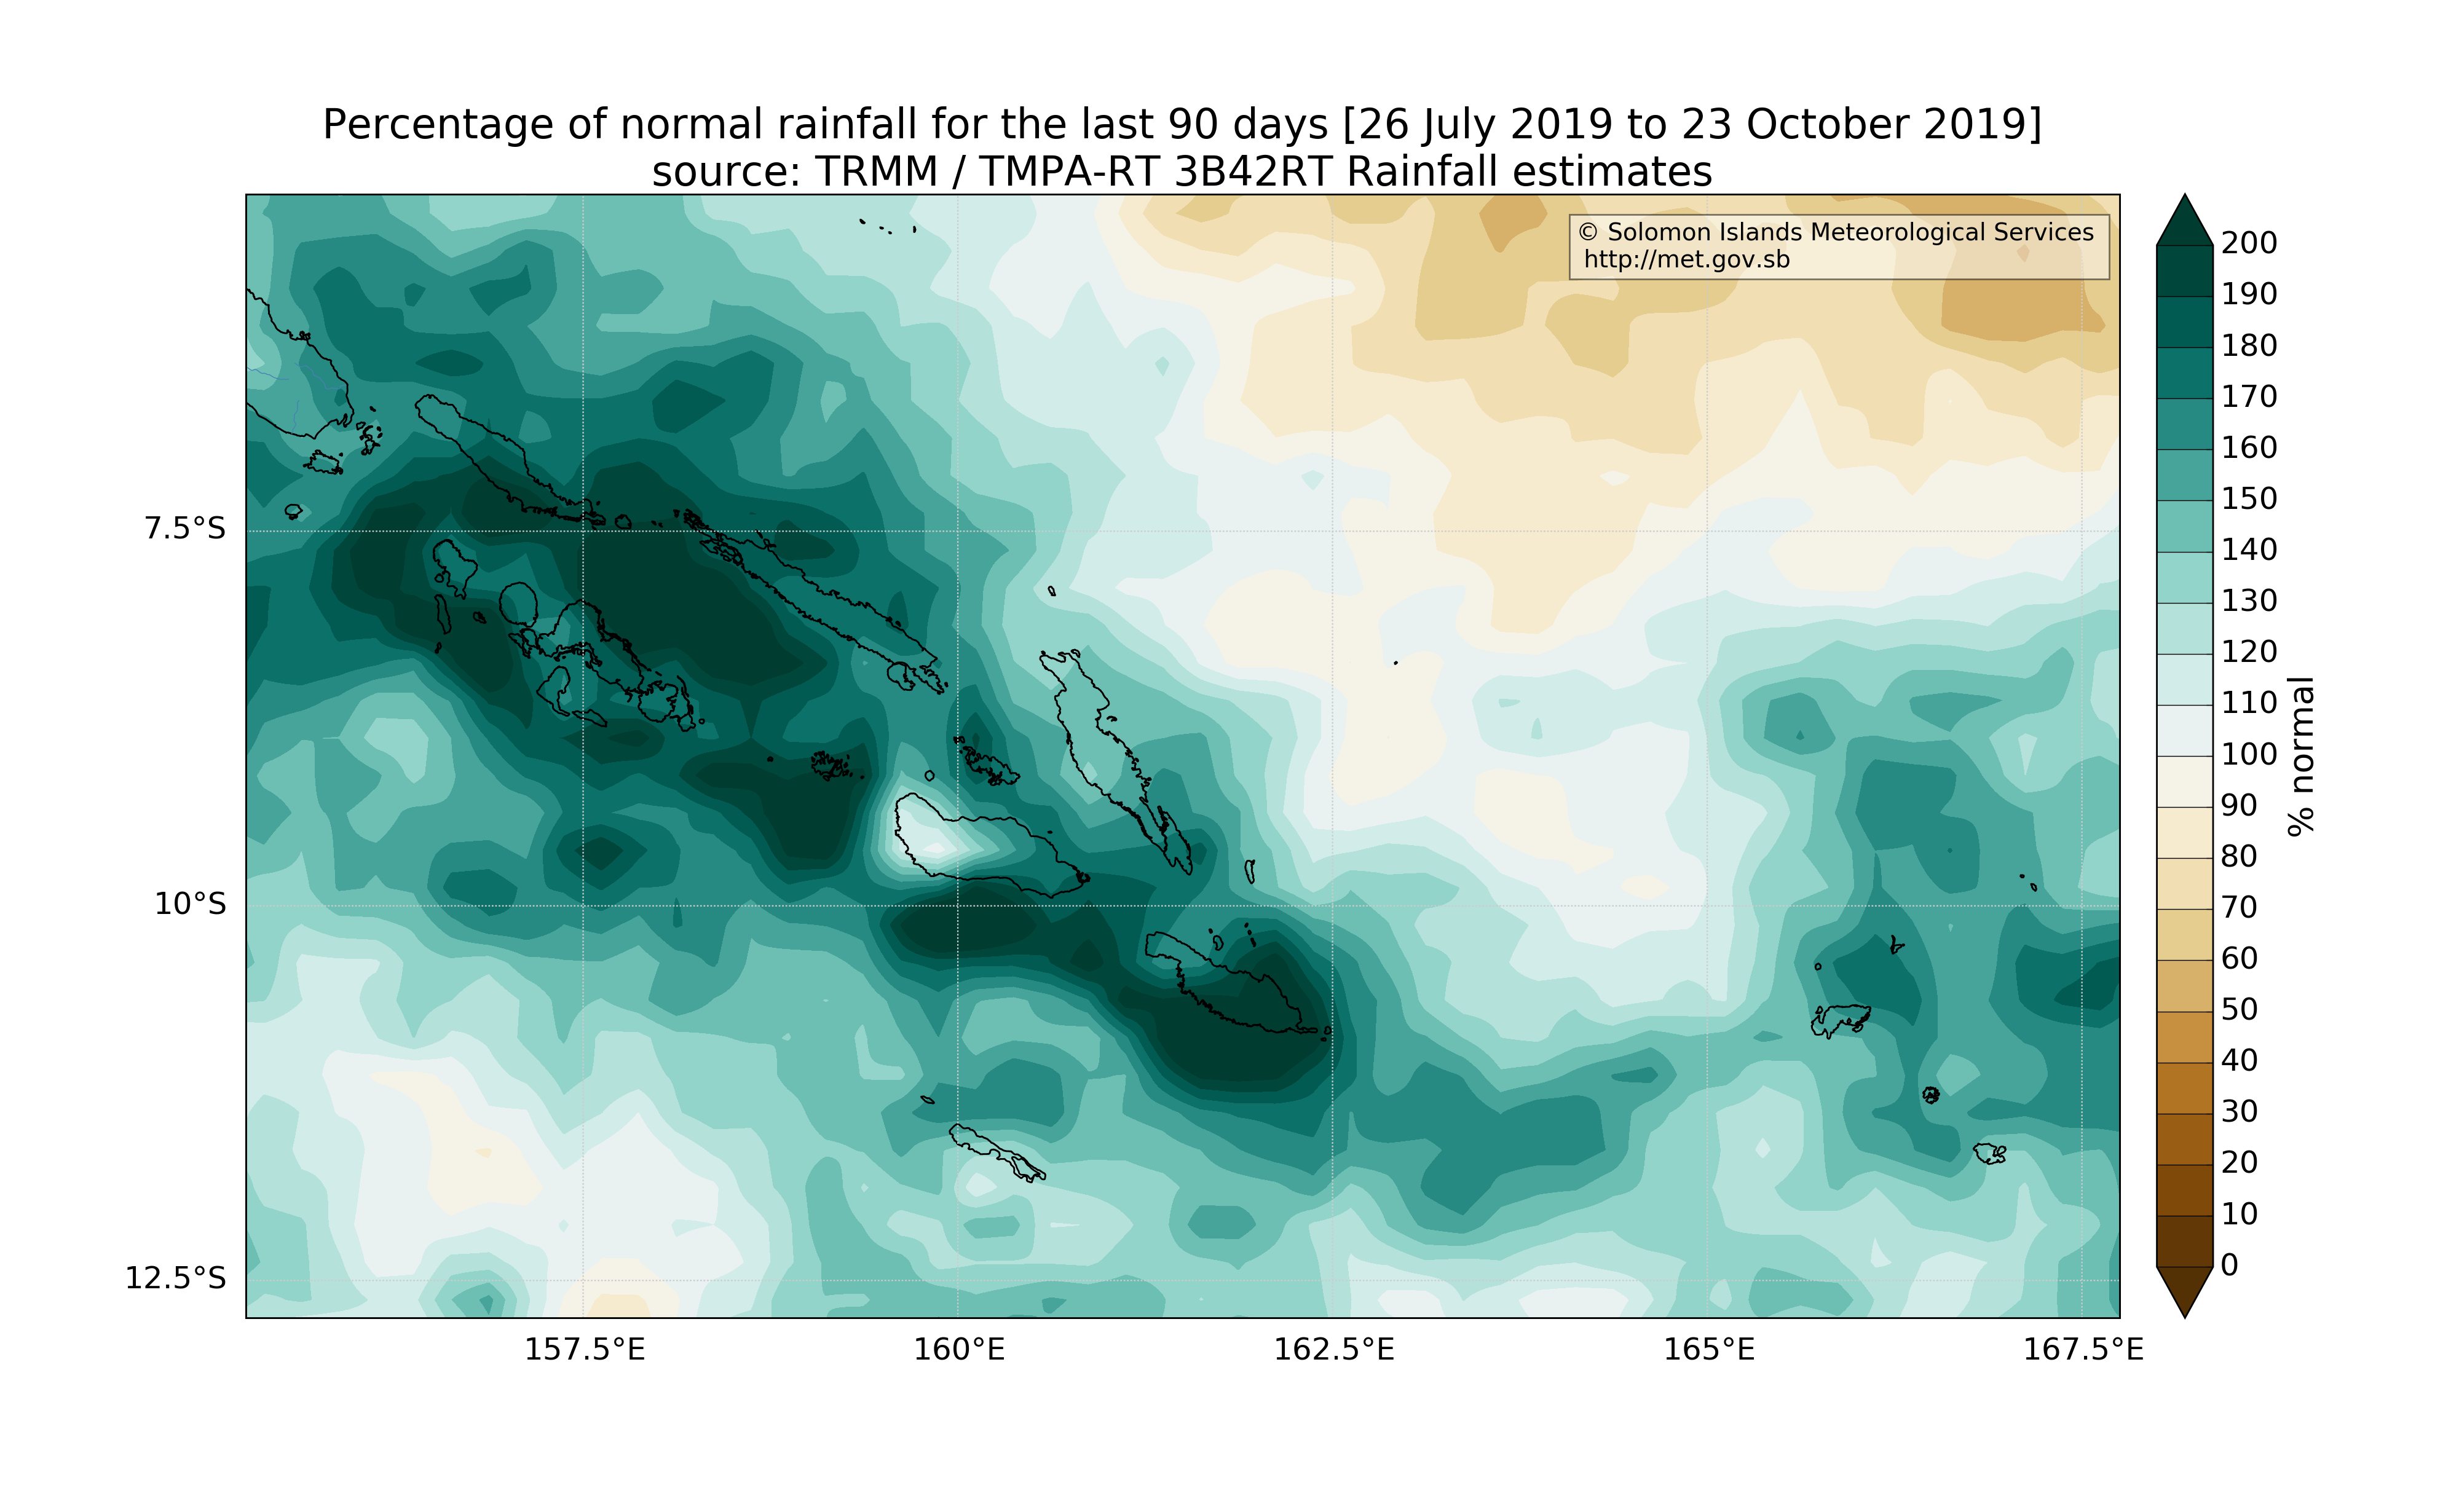 Percentage of normal rainfall for the last 90 days [26 July 2019 to 23 October 2019]
source: TRMM / TMPA-RT 3B42RT Rainfall estimates
© Solomon Islands Meteorological Services
http://met.gov.sb
7.5°S
10°S
12.5°S
157.5°E
160°E
162.5°E
165°E
167.5°E
200
190
180
170
160
150
140
130
120
110
100
90
80
70
60
50
40
30
20
10
0
% normal